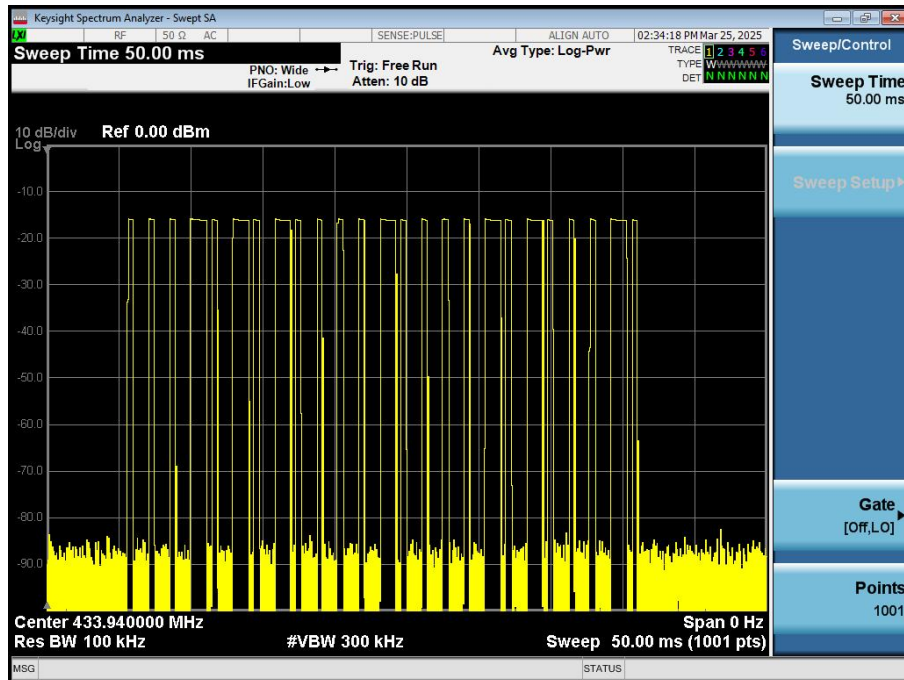 Keysight Spectrum Analyzer - Swept SA
LXI RF 50 Ω AC SENSE:PULSE ALIGN AUTO 02:34:18 PM Mar 25, 2025
Sweep Time 50.00 ms
PNO: Wide
IFGain:Low
Trig: Free Run
Atten: 10 dB
Avg Type: Log-Pwr
TRACE 1 2 3 4 5 6
TYPE W W W W W W
DET N N N N N N
10 dB/div Ref 0.00 dBm
Log
-10.0
-20.0
-30.0
-40.0
-50.0
-60.0
-70.0
-80.0
-90.0
Center 433.940000 MHz Span 0 Hz
Res BW 100 kHz #VBW 300 kHz Sweep 50.00 ms (1001 pts)
MSG STATUS
Sweep/Control
Sweep Time
50.00 ms
Sweep Setup
Gate
[Off,LO]
Points
1001